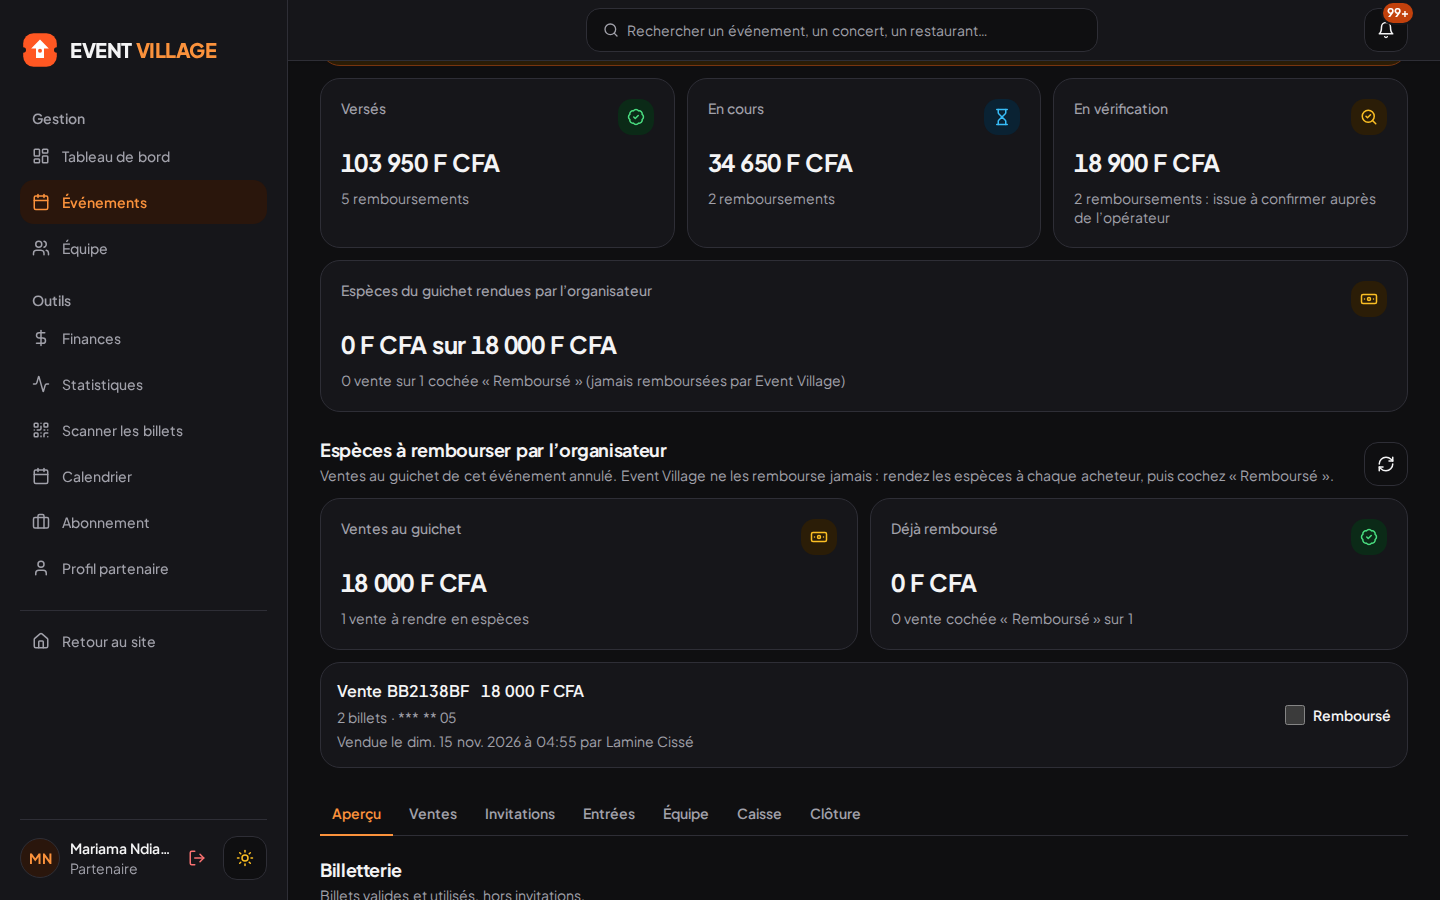 EVENT VILLAGE
Rechercher un événement, un concert, un restaurant...
99+
Gestion
Tableau de bord
Événements
Équipe
Outils
Finances
Statistiques
Scanner les billets
Calendrier
Abonnement
Profil partenaire
Retour au site
MN
Mariama Ndia...
Partenaire
Versés
103 950 F CFA
5 remboursements
En cours
34 650 F CFA
2 remboursements
En vérification
18 900 F CFA
2 remboursements : issue à confirmer auprès
de l'opérateur
Espèces du guichet rendues par l'organisateur
0 F CFA sur 18 000 F CFA
0 vente sur 1 cochée « Remboursé » (jamais remboursées par Event Village)
Espèces à rembourser par l'organisateur
Ventes au guichet de cet événement annulé. Event Village ne les rembourse jamais : rendez les espèces à chaque acheteur, puis cochez « Remboursé ».
Ventes au guichet
18 000 F CFA
1 vente à rendre en espèces
Déjà remboursé
0 F CFA
0 vente cochée « Remboursé » sur 1
Vente BB2138BF 18 000 F CFA
2 billets · *** ** 05
Vendue le dim. 15 nov. 2026 à 04:55 par Lamine Cissé
Remboursé
Aperçu
Ventes
Invitations
Entrées
Équipe
Caisse
Clôture
Billetterie
Billets valides et utilisés, hors invitations.